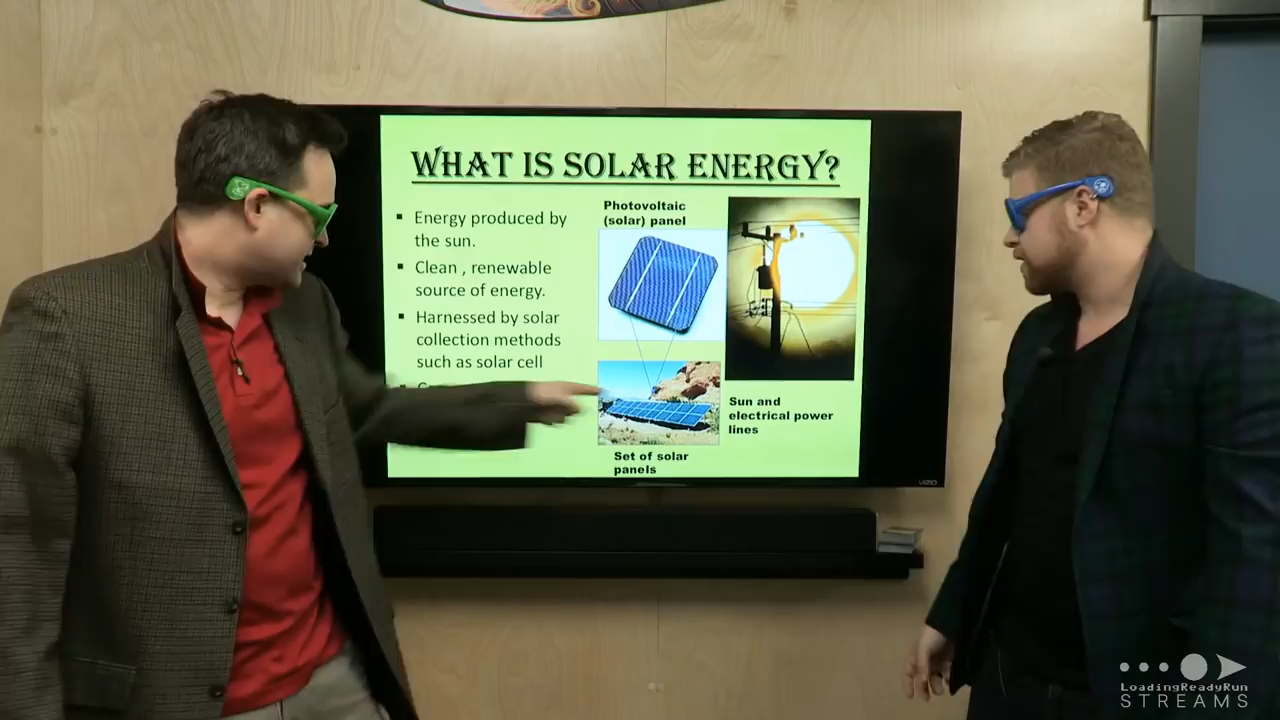 WHAT IS SOLAR ENERGY?
Energy produced by
the sun.
Clean , renewable
source of energy.
Harnessed by solar
collection methods
such as solar cell
Photovoltaic
(solar) panel
Set of solar
panels
Sun and
electrical power
lines
VIZIO
LoadingReadyRun
STREAMS